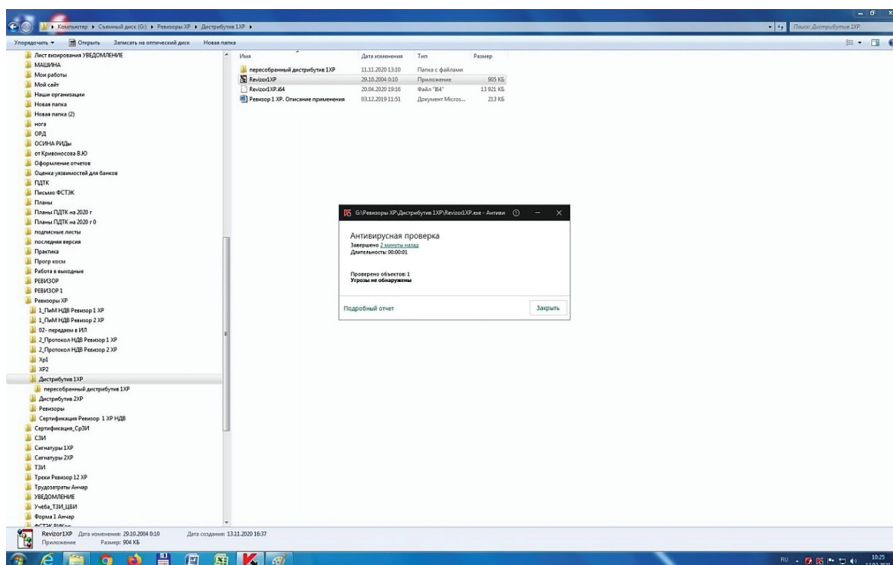 Компьютер ▸ Съемный диск (G:) ▸ Ревизоры ХР ▸ Дистрибутив 1ХР ▸
Поиск: Дистрибутив 1ХР
Упорядочить
Открыть
Записать на оптический диск
Новая папка
Лист визирования УВЕДОМЛЕНИЕ
МАШИНА
Мои работы
Мой сайт
Наши организации
Новая папка
Новая папка (2)
нога
ОРД
ОСИНА РИДы
от Кривоносова В.Ю
Оформление отчетов
Оценка уязвимостей для банков
ПДТК
Письмо ФСТЭК
Планы
Планы ПДТК на 2020 г
Планы ПДТК на 2020 г 0
подписные листы
последняя версия
Практика
Прогр косм
Работа в выходные
РЕВИЗОР
РЕВИЗОР 1
Ревизоры ХР
1_ПиМ НДВ Ревизор 1 ХР
1_ПиМ НДВ Ревизор 2 ХР
02- передаем в ИЛ
2_Протокол НДВ Ревизор 1 ХР
2_Протокол НДВ Ревизор 2 ХР
Хр1
ХР2
Дистрибутив 1ХР
пересобранный дистрибутив 1ХР
Дистрибутив 2ХР
Ревизоры
Сертификация Ревизор 1 ХР НДВ
Сертификация_СрЗИ
СЗИ
Сигнатуры 1ХР
Сигнатуры 2ХР
ТЗИ
Треки Ревизор 12 ХР
Трудозатраты Анчар
УВЕДОМЛЕНИЕ
Учёба_ТЗИ_ЦБИ
Форма 1 Анчар
Имя Дата изменения Тип Размер
пересобранный дистрибутив 1ХР 11.11.2020 13:10 Папка с файлами
Revizor1XP 29.10.2004 0:10 Приложение 905 КБ
Revizor1XP.i64 20.04.2020 19:16 Файл "I64" 13 921 КБ
Ревизор 1 ХР. Описание применения 03.12.2019 11:51 Документ Micros... 213 КБ
G:\Ревизоры ХР\Дистрибутив 1ХР\Revizor1XP.exe - Антиви
Антивирусная проверка
Завершено 2 минуты назад
Длительность: 00:00:01
Проверено объектов: 1
Угрозы не обнаружены
Подробный отчет
Закрыть
Revizor1XP Дата изменения: 29.10.2004 0:10 Дата создания: 13.11.2020 16:37
Приложение Размер: 904 КБ
RU
10:25